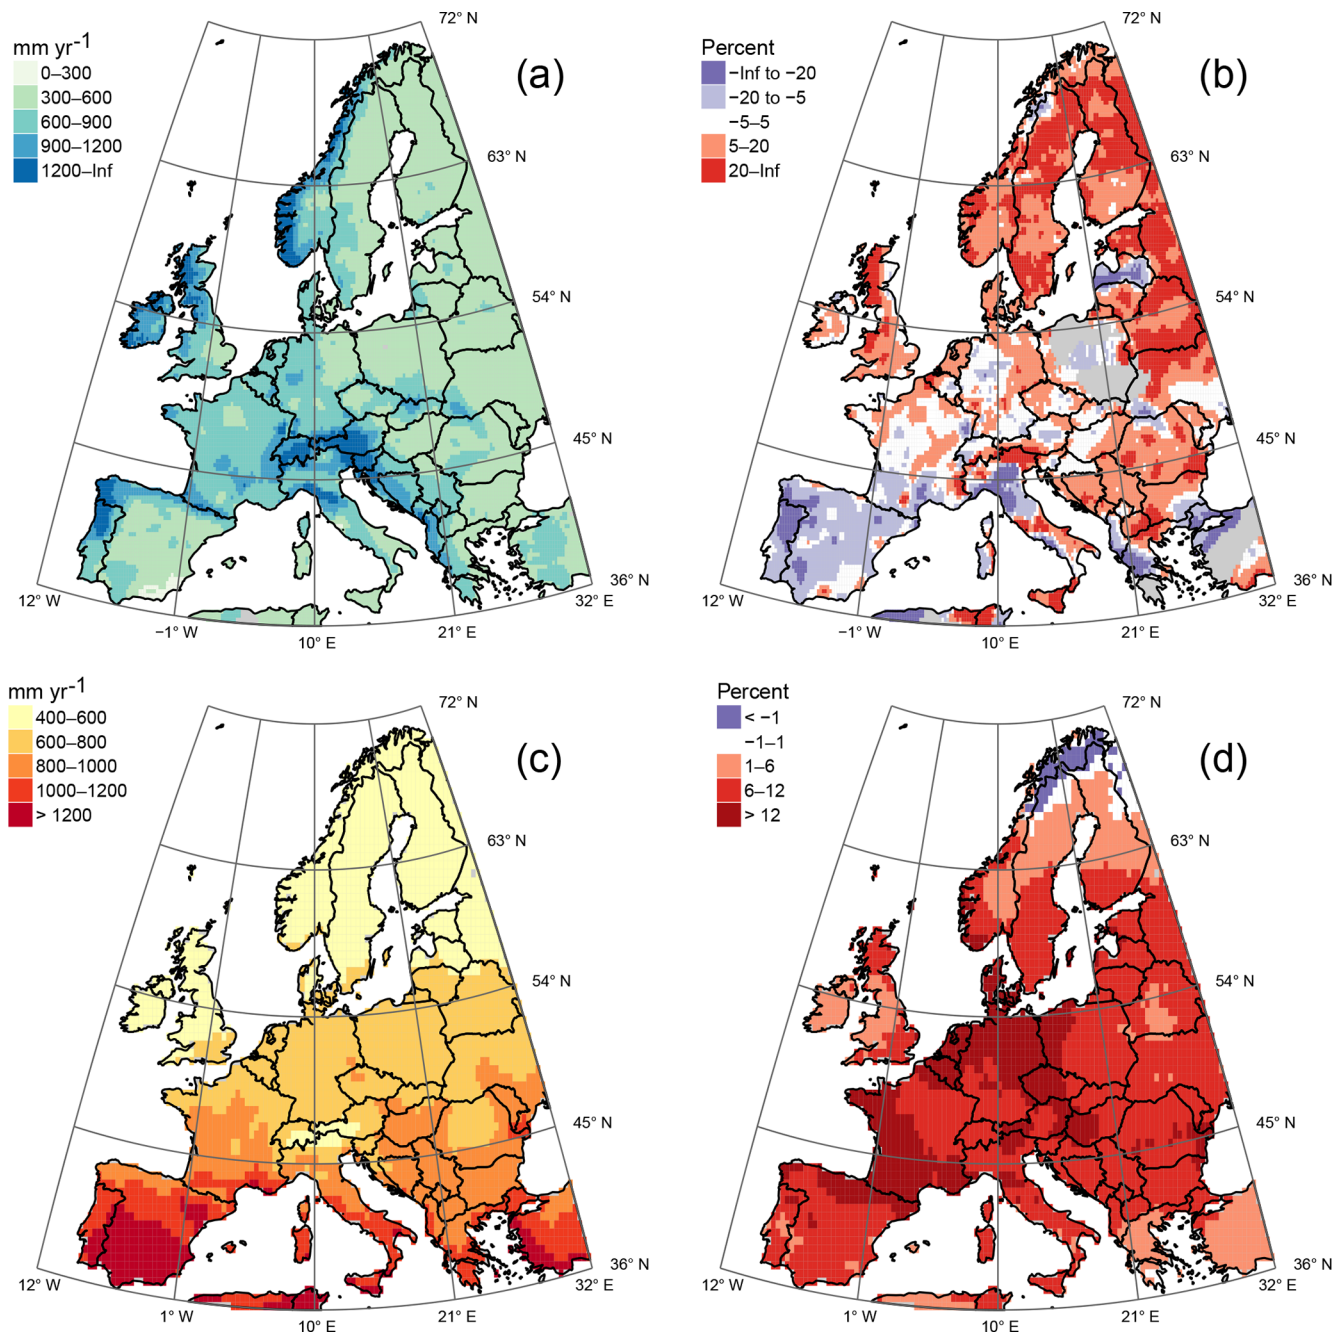 72° N
mm yr-1
0–300
300–600
600–900
900–1200
1200–Inf
(a)
63° N
54° N
45° N
36° N
12° W
32° E
−1° W
21° E
10° E
72° N
Percent
−Inf to −20
−20 to −5
−5–5
5–20
20–Inf
(b)
63° N
54° N
45° N
36° N
12° W
32° E
−1° W
21° E
10° E
72° N
mm yr-1
400–600
600–800
800–1000
1000–1200
> 1200
(c)
63° N
54° N
45° N
36° N
12° W
32° E
1° W
21° E
10° E
72° N
Percent
< −1
−1–1
1–6
6–12
> 12
(d)
63° N
54° N
45° N
36° N
12° W
32° E
1° W
21° E
10° E